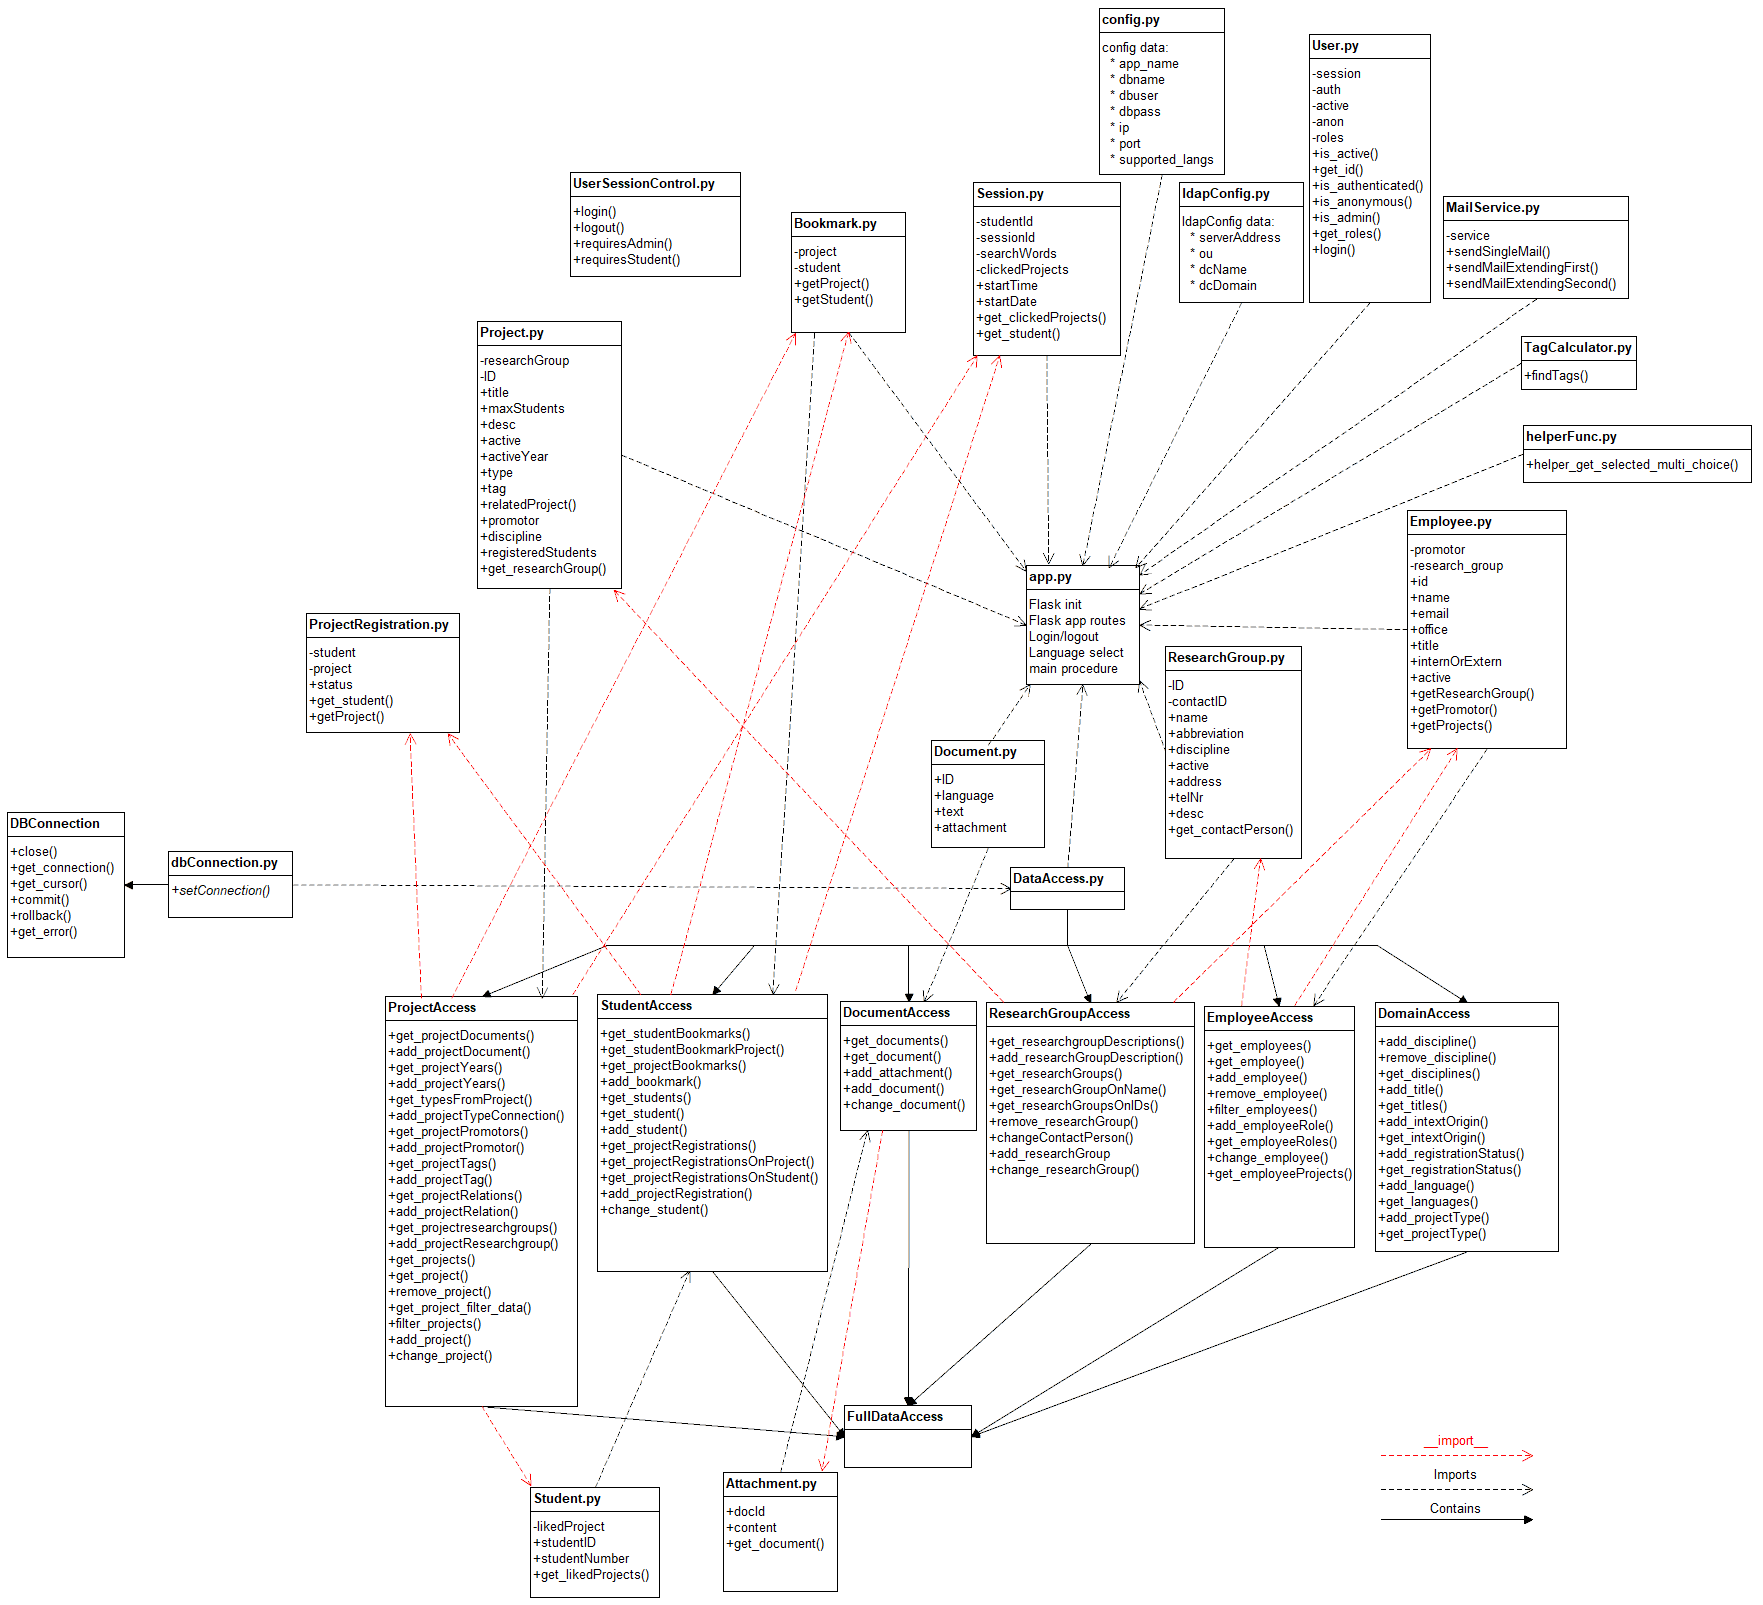 config.py
config data:
* app_name
* dbname
* dbuser
* dbpass
* ip
* port
* supported_langs
User.py
-session
-auth
-active
-anon
-roles
+is_active()
+get_id()
+is_authenticated()
+is_anonymous()
+is_admin()
+get_roles()
+login()
UserSessionControl.py
+login()
+logout()
+requiresAdmin()
+requiresStudent()
Bookmark.py
-project
-student
+getProject()
+getStudent()
Session.py
-studentId
-sessionId
-searchWords
-clickedProjects
+startTime
+startDate
+get_clickedProjects()
+get_student()
ldapConfig.py
ldapConfig data:
* serverAddress
* ou
* dcName
* dcDomain
MailService.py
-service
+sendSingleMail()
+sendMailExtendingFirst()
+sendMailExtendingSecond()
Project.py
-researchGroup
-ID
+title
+maxStudents
+desc
+active
+activeYear
+type
+tag
+relatedProject()
+promotor
+discipline
+registeredStudents
+get_researchGroup()
TagCalculator.py
+findTags()
helperFunc.py
+helper_get_selected_multi_choice()
Employee.py
-promotor
-research_group
+id
+name
+email
+office
+title
+internOrExtern
+active
+getResearchGroup()
+getPromotor()
+getProjects()
app.py
Flask init
Flask app routes
Login/logout
Language select
main procedure
ProjectRegistration.py
-student
-project
+status
+get_student()
+getProject()
ResearchGroup.py
-ID
-contactID
+name
+abbreviation
+discipline
+active
+address
+telNr
+desc
+get_contactPerson()
Document.py
+ID
+language
+text
+attachment
DBConnection
+close()
+get_connection()
+get_cursor()
+commit()
+rollback()
+get_error()
dbConnection.py
+setConnection()
DataAccess.py
ProjectAccess
+get_projectDocuments()
+add_projectDocument()
+get_projectYears()
+add_projectYears()
+get_typesFromProject()
+add_projectTypeConnection()
+get_projectPromotors()
+add_projectPromotor()
+get_projectTags()
+add_projectTag()
+get_projectRelations()
+add_projectRelation()
+get_projectresearchgroups()
+add_projectResearchgroup()
+get_projects()
+get_project()
+remove_project()
+get_project_filter_data()
+filter_projects()
+add_project()
+change_project()
StudentAccess
+get_studentBookmarks()
+get_studentBookmarkProject()
+get_projectBookmarks()
+add_bookmark()
+get_students()
+get_student()
+add_student()
+get_projectRegistrations()
+get_projectRegistrationsOnProject()
+get_projectRegistrationsOnStudent()
+add_projectRegistration()
+change_student()
DocumentAccess
+get_documents()
+get_document()
+add_attachment()
+add_document()
+change_document()
ResearchGroupAccess
+get_researchgroupDescriptions()
+add_researchGroupDescription()
+get_researchGroups()
+get_researchGroupOnName()
+get_researchGroupsOnIDs()
+remove_researchGroup()
+changeContactPerson()
+add_researchGroup
+change_researchGroup()
EmployeeAccess
+get_employees()
+get_employee()
+add_employee()
+remove_employee()
+filter_employees()
+add_employeeRole()
+get_employeeRoles()
+change_employee()
+get_employeeProjects()
DomainAccess
+add_discipline()
+remove_discipline()
+get_disciplines()
+add_title()
+get_titles()
+add_intextOrigin()
+get_intextOrigin()
+add_registrationStatus()
+get_registrationStatus()
+add_language()
+get_languages()
+add_projectType()
+get_projectType()
FullDataAccess
Student.py
-likedProject
+studentID
+studentNumber
+get_likedProjects()
Attachment.py
+docId
+content
+get_document()
__import__
Imports
Contains